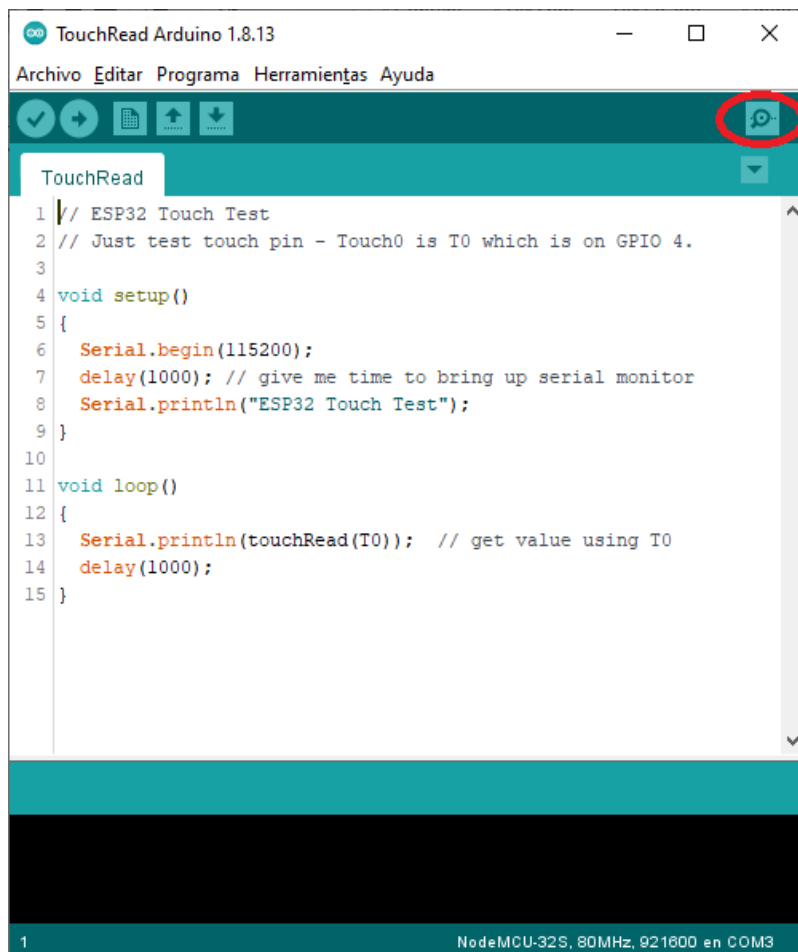 TouchRead Arduino 1.8.13
Archivo Editar Programa Herramientas Ayuda
TouchRead
1 // ESP32 Touch Test
2 // Just test touch pin - Touch0 is T0 which is on GPIO 4.
3
4 void setup()
5 {
6   Serial.begin(115200);
7   delay(1000); // give me time to bring up serial monitor
8   Serial.println("ESP32 Touch Test");
9 }
10
11 void loop()
12 {
13   Serial.println(touchRead(T0));  // get value using T0
14   delay(1000);
15 }
1 NodeMCU-32S, 80MHz, 921600 en COM3